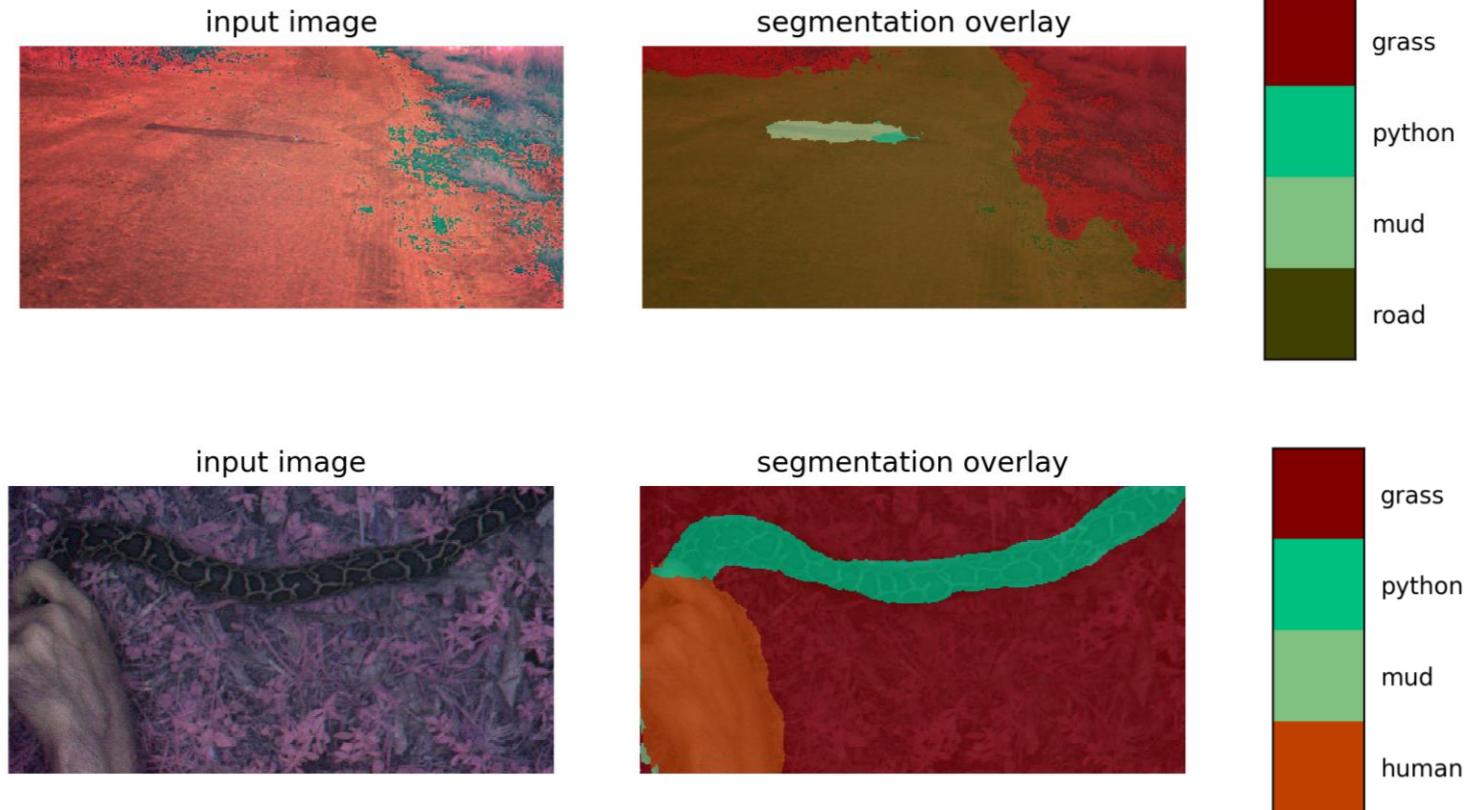 input image
segmentation overlay
grass
python
mud
road
input image
segmentation overlay
grass
python
mud
human